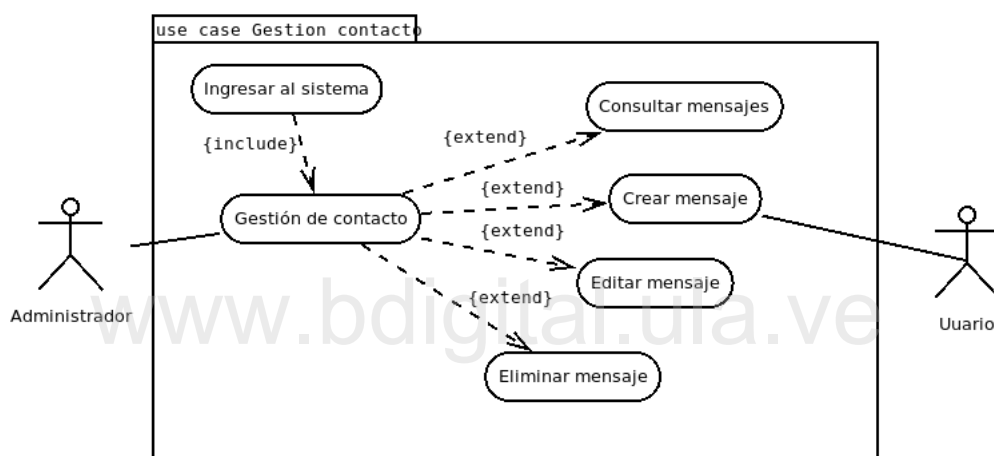 use case Gestion contacto
Ingresar al sistema
Consultar mensajes
{extend}
{include}
{extend}
Crear mensaje
Gestión de contacto
{extend}
Editar mensaje
{extend}
www.bdigital.ula.ve
Administrador
Uuario
Eliminar mensaje